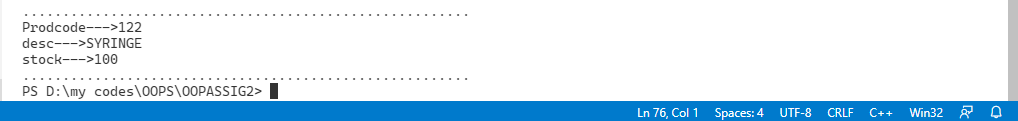 ........................................................
Prodcode--->122
desc--->SYRINGE
stock--->100
........................................................
PS D:\my codes\OOPS\OOPASSIG2>
Ln 76, Col 1 Spaces: 4 UTF-8 CRLF C++ Win32